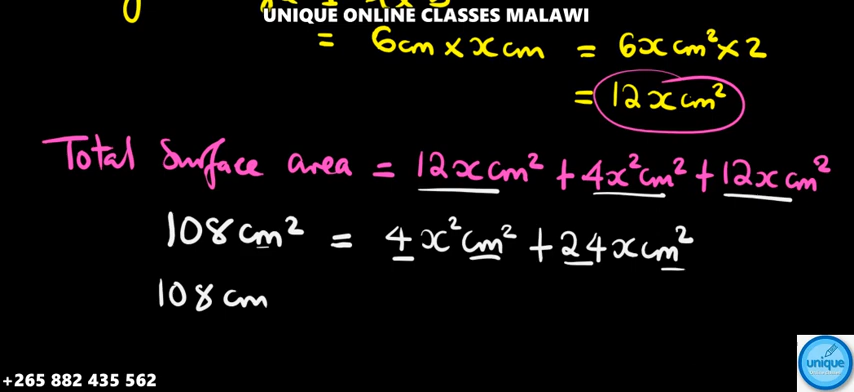 UNIQUE ONLINE CLASSES MALAWI
= 6cm × x cm = 6x cm² × 2
= 12x cm²
Total Surface area = 12x cm² + 4x² cm² + 12x cm²
108 cm² = 4x² cm² + 24x cm²
108 cm
unique
+265 882 435 562